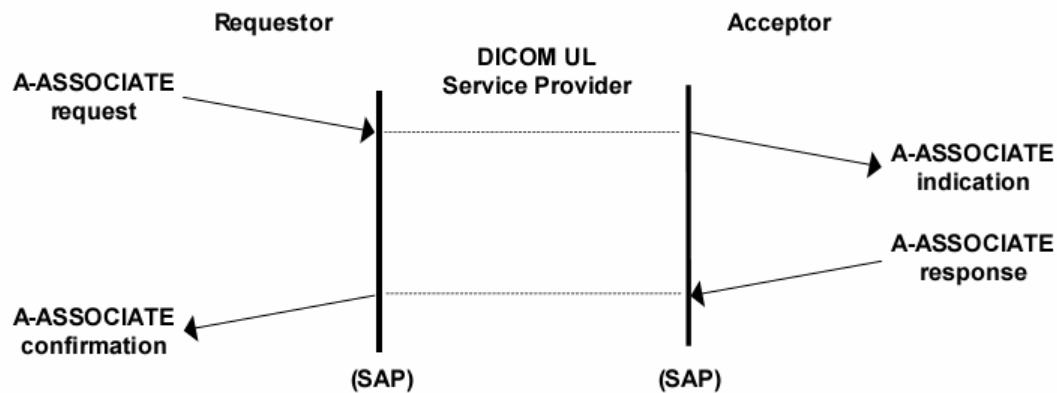 Requestor
Acceptor
DICOM UL
Service Provider
A-ASSOCIATE
request
A-ASSOCIATE
indication
A-ASSOCIATE
response
A-ASSOCIATE
confirmation
(SAP)
(SAP)